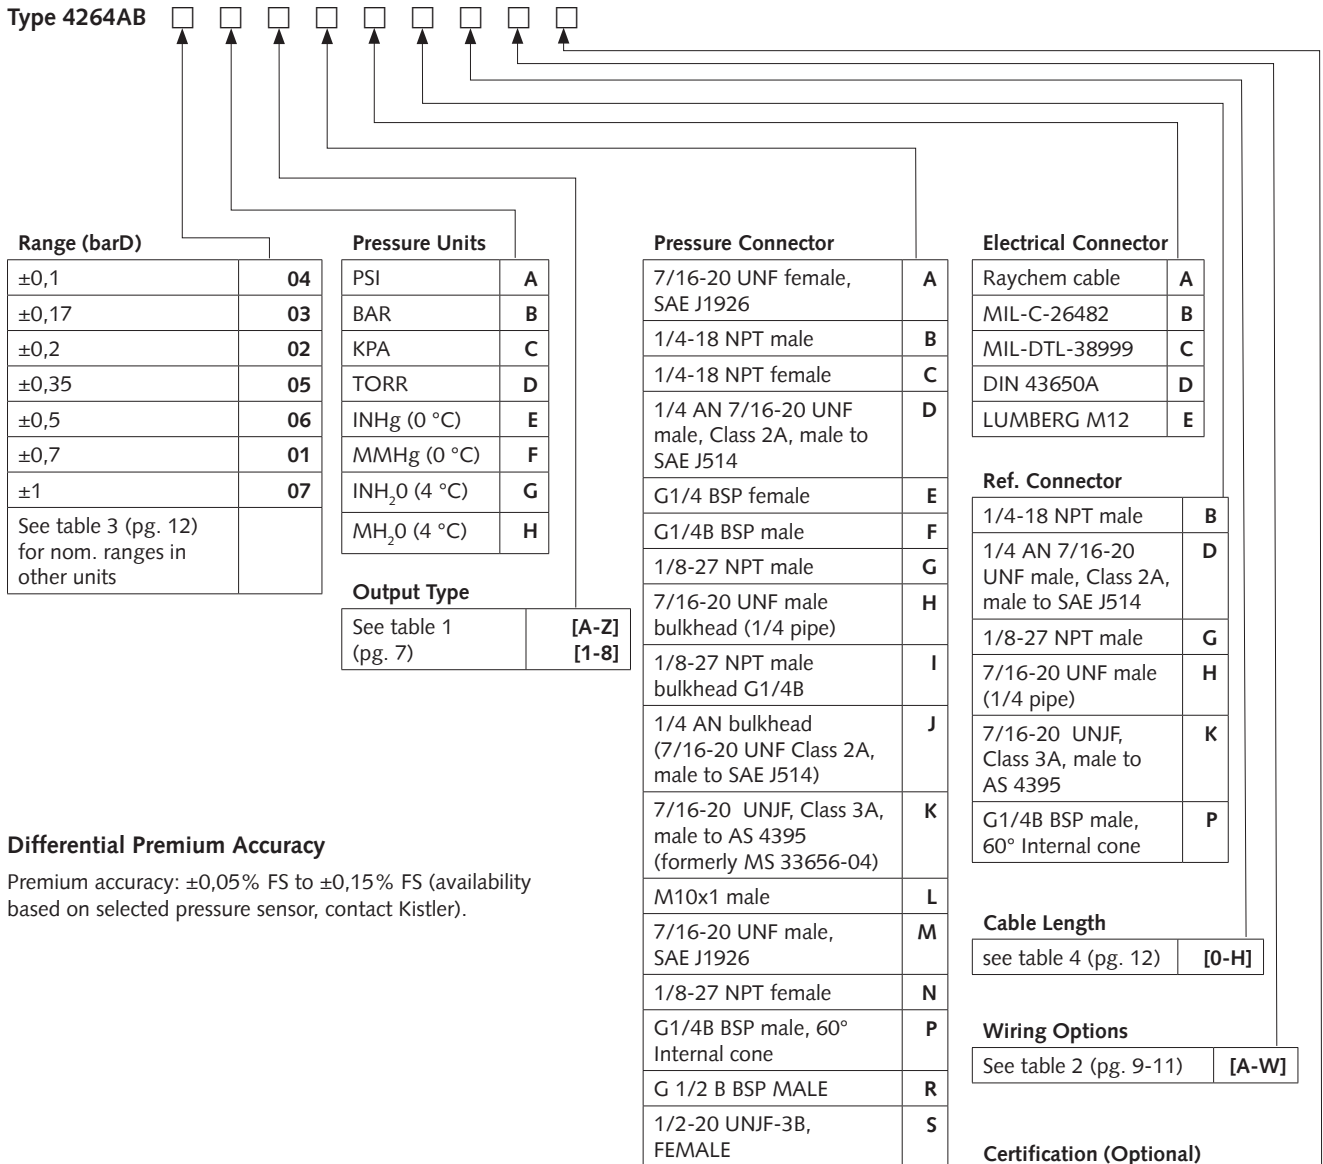 Type 4264AB
Range (barD)
±0,1 04
±0,17 03
±0,2 02
±0,35 05
±0,5 06
±0,7 01
±1 07
See table 3 (pg. 12)
for nom. ranges in
other units
Pressure Units
PSI A
BAR B
KPA C
TORR D
INHg (0 °C) E
MMHg (0 °C) F
INH₂0 (4 °C) G
MH₂0 (4 °C) H
Output Type
See table 1 [A-Z]
(pg. 7) [1-8]
Differential Premium Accuracy
Premium accuracy: ±0,05% FS to ±0,15% FS (availability
based on selected pressure sensor, contact Kistler).
Pressure Connector
7/16-20 UNF female, A
SAE J1926
1/4-18 NPT male B
1/4-18 NPT female C
1/4 AN 7/16-20 UNF D
male, Class 2A, male to
SAE J514
G1/4 BSP female E
G1/4B BSP male F
1/8-27 NPT male G
7/16-20 UNF male H
bulkhead (1/4 pipe)
1/8-27 NPT male I
bulkhead G1/4B
1/4 AN bulkhead J
(7/16-20 UNF Class 2A,
male to SAE J514)
7/16-20 UNJF, Class 3A, K
male to AS 4395
(formerly MS 33656-04)
M10x1 male L
7/16-20 UNF male, M
SAE J1926
1/8-27 NPT female N
G1/4B BSP male, 60° P
Internal cone
G 1/2 B BSP MALE R
1/2-20 UNJF-3B, S
FEMALE
Electrical Connector
Raychem cable A
MIL-C-26482 B
MIL-DTL-38999 C
DIN 43650A D
LUMBERG M12 E
Ref. Connector
1/4-18 NPT male B
1/4 AN 7/16-20 D
UNF male, Class 2A,
male to SAE J514
1/8-27 NPT male G
7/16-20 UNF male H
(1/4 pipe)
7/16-20 UNJF, K
Class 3A, male to
AS 4395
G1/4B BSP male, P
60° Internal cone
Cable Length
see table 4 (pg. 12) [0-H]
Wiring Options
See table 2 (pg. 9-11) [A-W]
Certification (Optional)